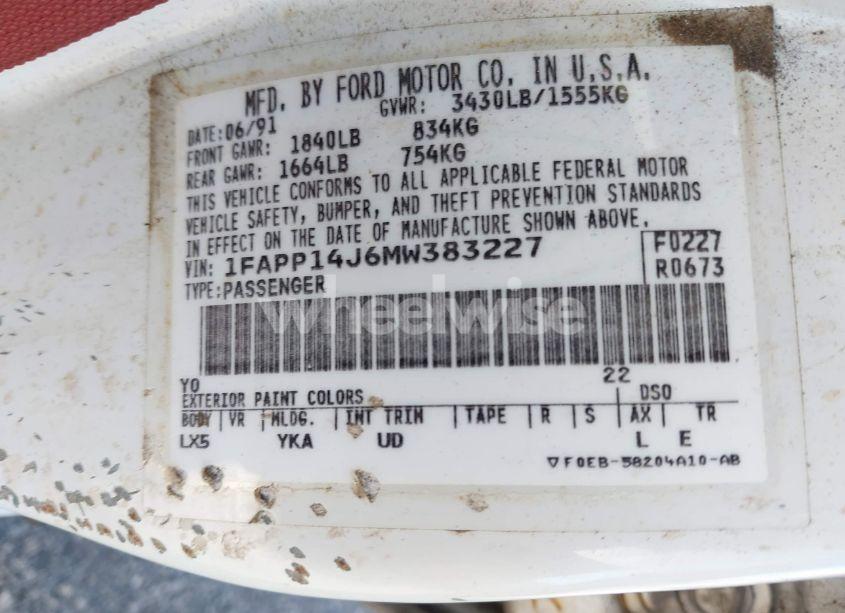 MFD. BY FORD MOTOR CO. IN U.S.A.
DATE:06/91 GVWR: 3430LB/1555KG
FRONT GAWR: 1840LB 834KG
REAR GAWR: 1664LB 754KG
THIS VEHICLE CONFORMS TO ALL APPLICABLE FEDERAL MOTOR
VEHICLE SAFETY, BUMPER, AND THEFT PREVENTION STANDARDS
IN EFFECT ON THE DATE OF MANUFACTURE SHOWN ABOVE.
VIN: 1FAPP14J6MW383227 F0227
TYPE:PASSENGER R0673
wheelwise
YO 22
EXTERIOR PAINT COLORS DSO
BODY VR MLDG. INT TRIM TAPE R S AX TR
LX5 YKA UD L E
▽F0EB-58204A10-AB